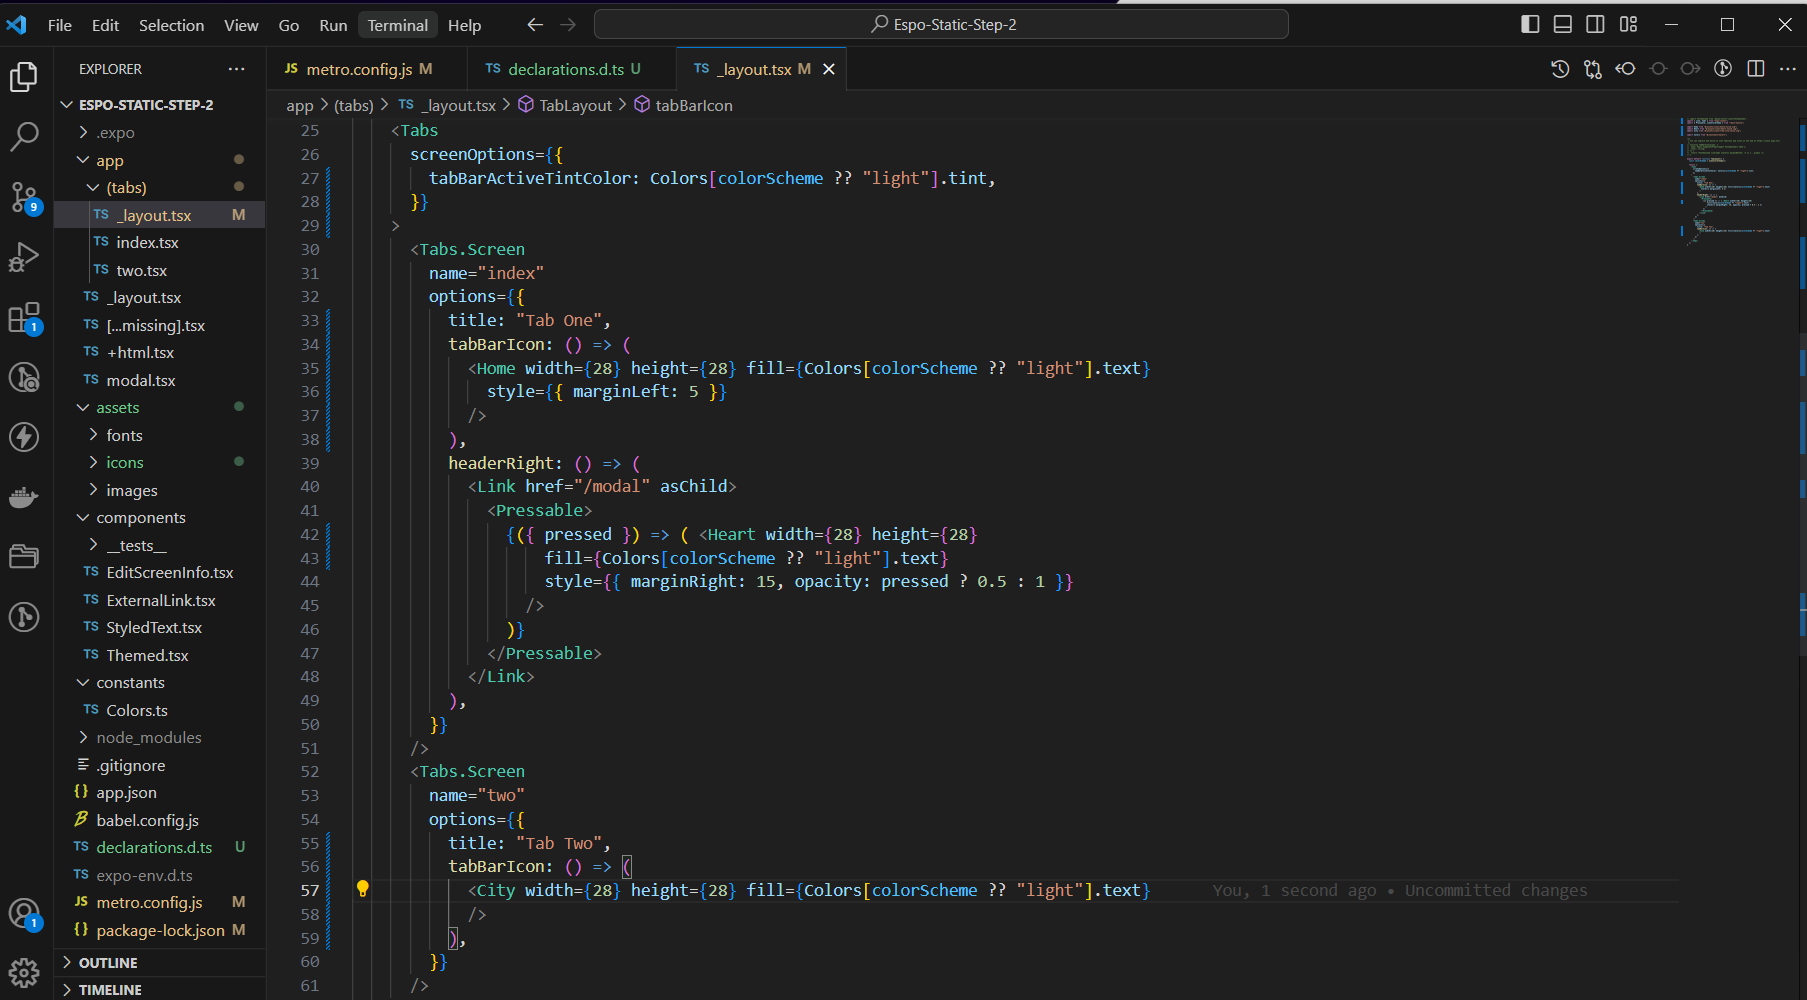 File Edit Selection View Go Run Terminal Help
Espo-Static-Step-2
EXPLORER
ESPO-STATIC-STEP-2
.expo
app
(tabs)
TS _layout.tsx M
TS index.tsx
TS two.tsx
TS _layout.tsx
TS [...missing].tsx
TS +html.tsx
TS modal.tsx
assets
fonts
icons
images
components
__tests__
TS EditScreenInfo.tsx
TS ExternalLink.tsx
TS StyledText.tsx
TS Themed.tsx
constants
TS Colors.ts
node_modules
.gitignore
{} app.json
babel.config.js
TS declarations.d.ts U
TS expo-env.d.ts
JS metro.config.js M
{} package-lock.json M
OUTLINE
TIMELINE
9
1
1
JS metro.config.js M
TS declarations.d.ts U
TS _layout.tsx M
app > (tabs) > TS _layout.tsx > TabLayout > tabBarIcon
25 <Tabs
26 screenOptions={{
27 tabBarActiveTintColor: Colors[colorScheme ?? "light"].tint,
28 }}
29 >
30 <Tabs.Screen
31 name="index"
32 options={{
33 title: "Tab One",
34 tabBarIcon: () => (
35 <Home width={28} height={28} fill={Colors[colorScheme ?? "light"].text}
36 style={{ marginLeft: 5 }}
37 />
38 ),
39 headerRight: () => (
40 <Link href="/modal" asChild>
41 <Pressable>
42 {({ pressed }) => ( <Heart width={28} height={28}
43 fill={Colors[colorScheme ?? "light"].text}
44 style={{ marginRight: 15, opacity: pressed ? 0.5 : 1 }}
45 />
46 )}
47 </Pressable>
48 </Link>
49 ),
50 }}
51 />
52 <Tabs.Screen
53 name="two"
54 options={{
55 title: "Tab Two",
56 tabBarIcon: () => (
57 <City width={28} height={28} fill={Colors[colorScheme ?? "light"].text} You, 1 second ago • Uncommitted changes
58 />
59 ),
60 }}
61 />